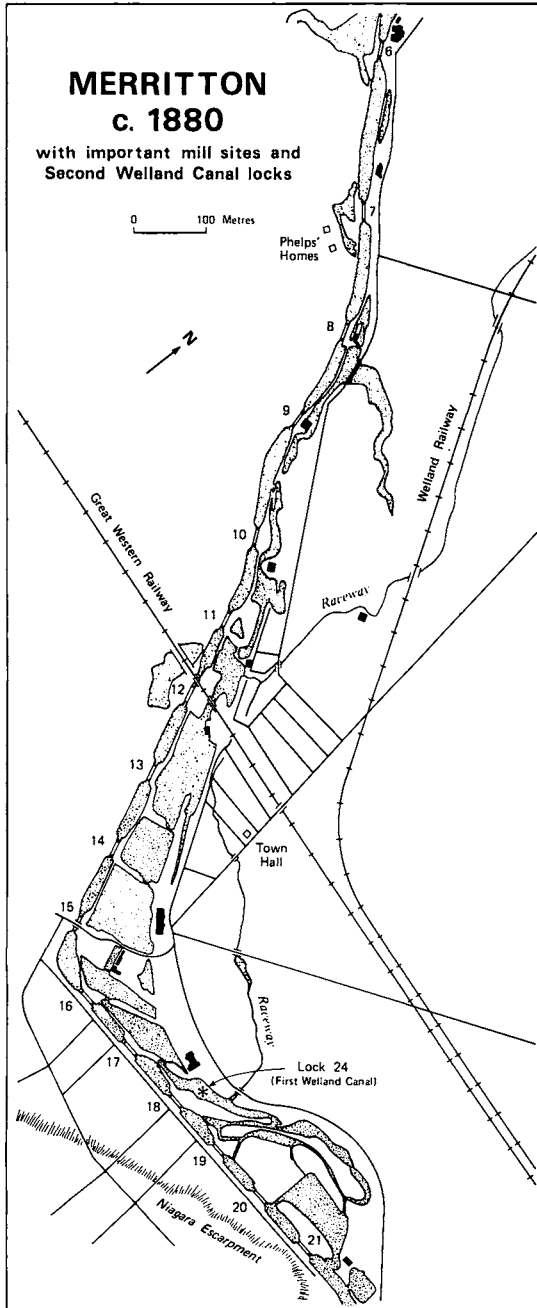 MERRITTON
c. 1880
with important mill sites and
Second Welland Canal locks
0 100 Metres
6
7
Phelps'
Homes
8
N
Welland Railway
9
Great Western Railway
10
Raceway
11
12
13
Town
Hall
14
15
Raceway
16
Lock 24
(First Welland Canal)
17
18
19
20
21
Niagara Escarpment